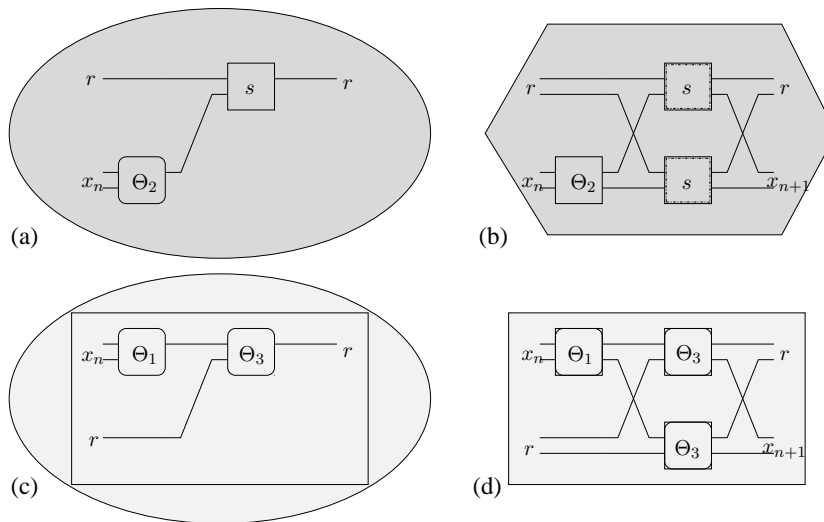 r s r
x_n Θ_2
(a)
r s r
x_n Θ_2 s x_{n+1}
(b)
x_n Θ_1 Θ_3 r
r
(c)
x_n Θ_1 Θ_3 r
r Θ_3 x_{n+1}
(d)